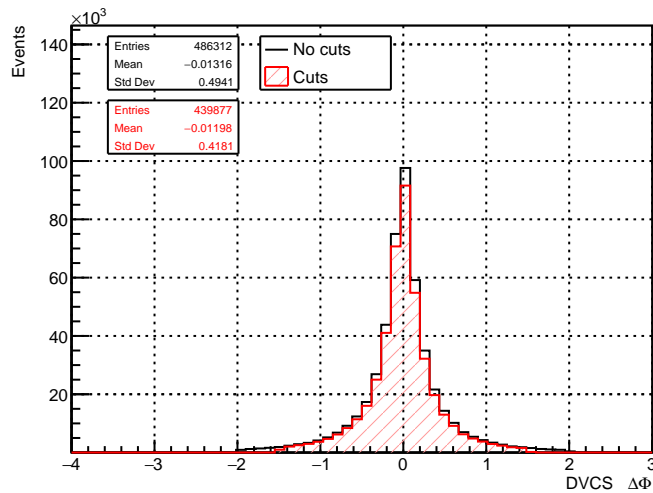 ×10³
Events
140
120
100
80
60
40
20
Entries 486312
Mean −0.01316
Std Dev 0.4941
Entries 439877
Mean −0.01198
Std Dev 0.4181
No cuts
Cuts
−4 −3 −2 −1 0 1 2 3
DVCS ΔΦ